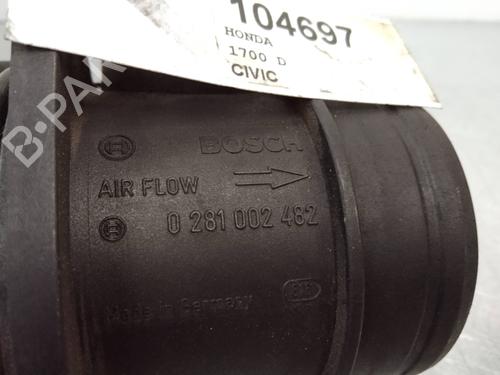 104697
HONDA
1700 D
CIVIC
B-PA
BOSCH
AIR FLOW
0 281 002 482
Made in Germany